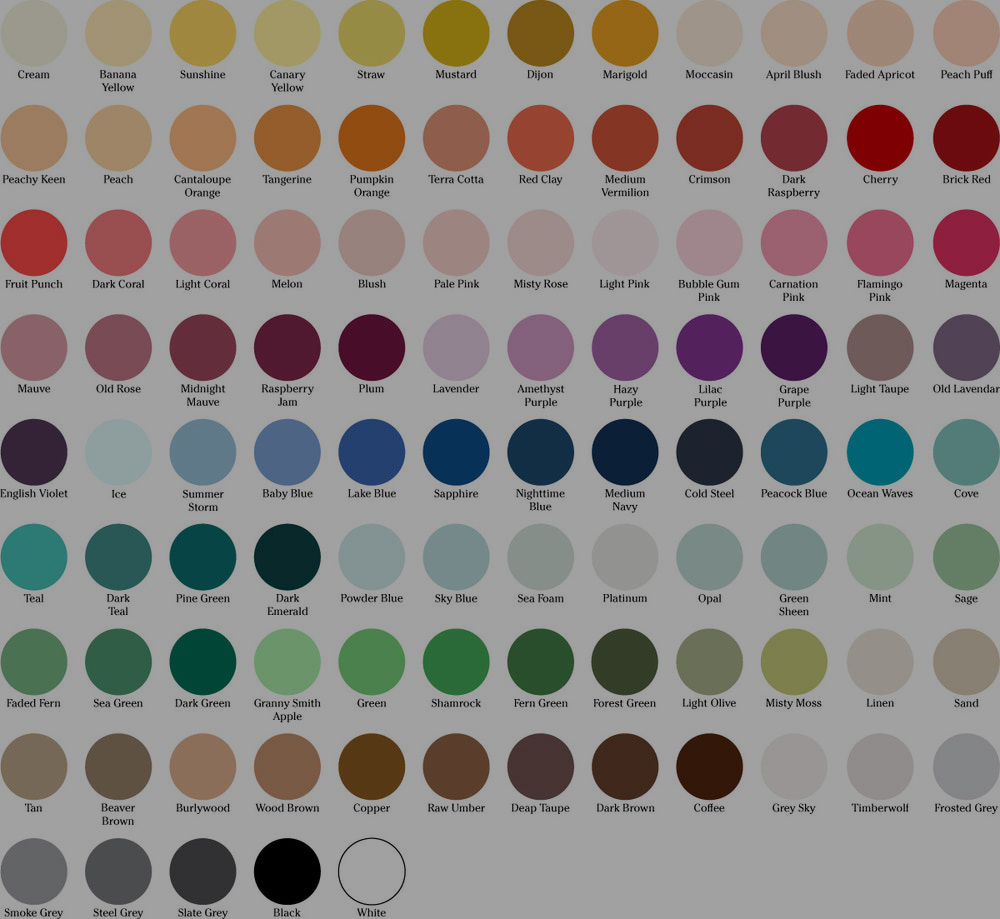 Cream
Banana
Yellow
Sunshine
Canary
Yellow
Straw
Mustard
Dijon
Marigold
Moccasin
April Blush
Faded Apricot
Peach Puff
Peachy Keen
Peach
Cantaloupe
Orange
Tangerine
Pumpkin
Orange
Terra Cotta
Red Clay
Medium
Vermilion
Crimson
Dark
Raspberry
Cherry
Brick Red
Fruit Punch
Dark Coral
Light Coral
Melon
Blush
Pale Pink
Misty Rose
Light Pink
Bubble Gum
Pink
Carnation
Pink
Flamingo
Pink
Magenta
Mauve
Old Rose
Midnight
Mauve
Raspberry
Jam
Plum
Lavender
Amethyst
Purple
Hazy
Purple
Lilac
Purple
Grape
Purple
Light Taupe
Old Lavendar
English Violet
Ice
Summer
Storm
Baby Blue
Lake Blue
Sapphire
Nighttime
Blue
Medium
Navy
Cold Steel
Peacock Blue
Ocean Waves
Cove
Teal
Dark
Teal
Pine Green
Dark
Emerald
Powder Blue
Sky Blue
Sea Foam
Platinum
Opal
Green
Sheen
Mint
Sage
Faded Fern
Sea Green
Dark Green
Granny Smith
Apple
Green
Shamrock
Fern Green
Forest Green
Light Olive
Misty Moss
Linen
Sand
Tan
Beaver
Brown
Burlywood
Wood Brown
Copper
Raw Umber
Deap Taupe
Dark Brown
Coffee
Grey Sky
Timberwolf
Frosted Grey
Smoke Grey
Steel Grey
Slate Grey
Black
White